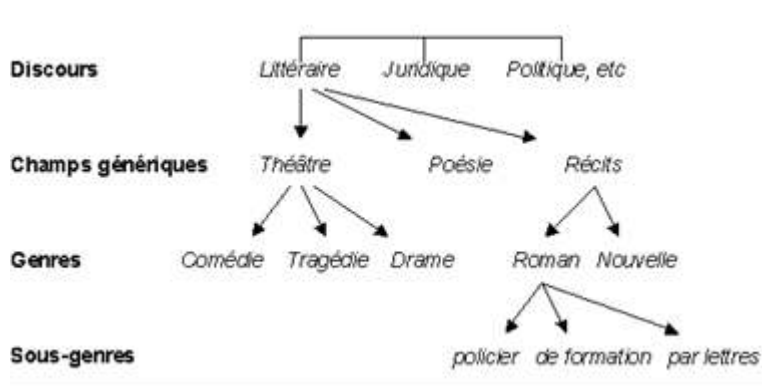 Discours Littéraire Juridique Politique, etc
Champs génériques Théâtre Poésie Récits
Genres Comédie Tragédie Drame Roman Nouvelle
Sous-genres policier de formation par lettres